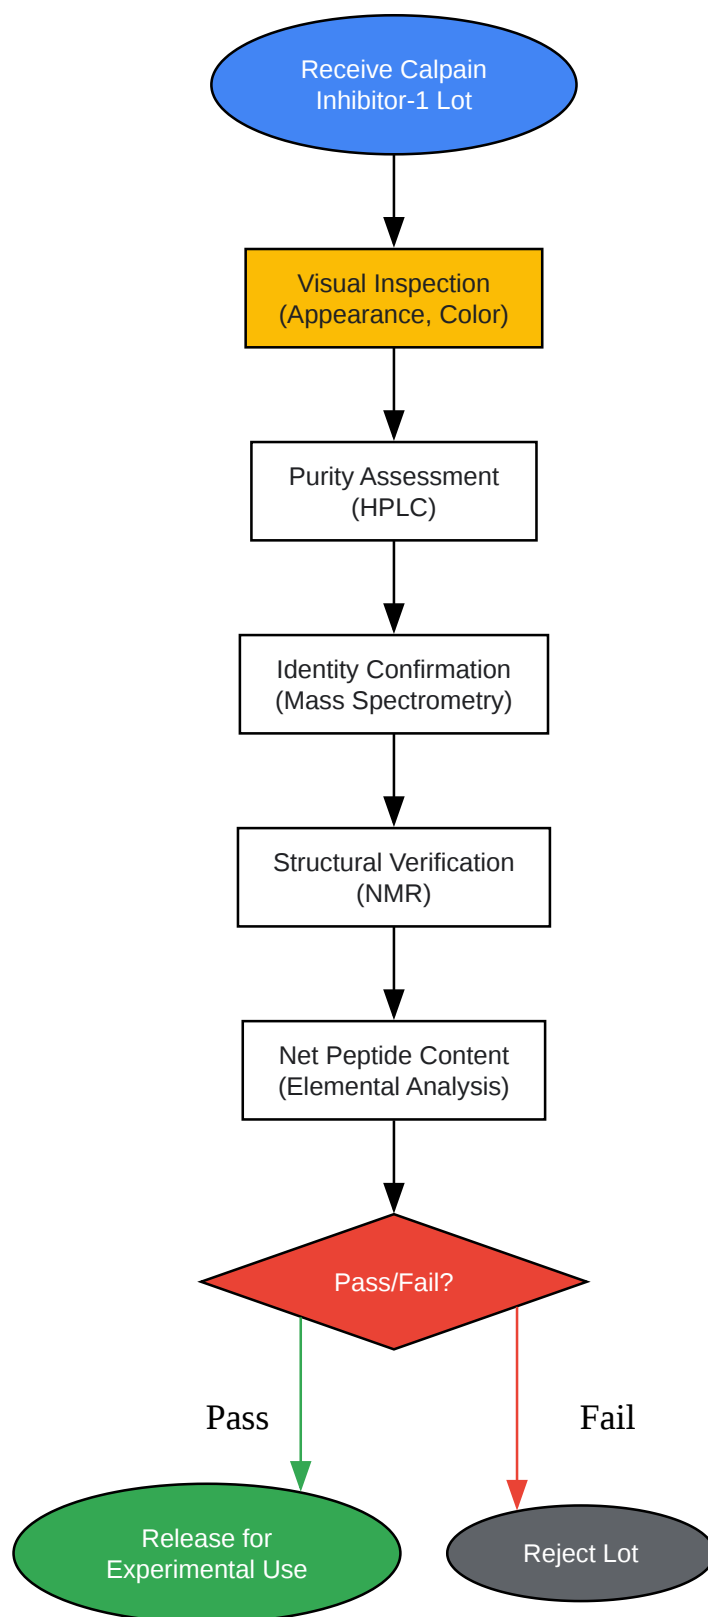 Receive Calpain
Inhibitor-1 Lot
Visual Inspection
(Appearance, Color)
Purity Assessment
(HPLC)
Identity Confirmation
(Mass Spectrometry)
Structural Verification
(NMR)
Net Peptide Content
(Elemental Analysis)
Pass/Fail?
Pass
Fail
Release for
Experimental Use
Reject Lot